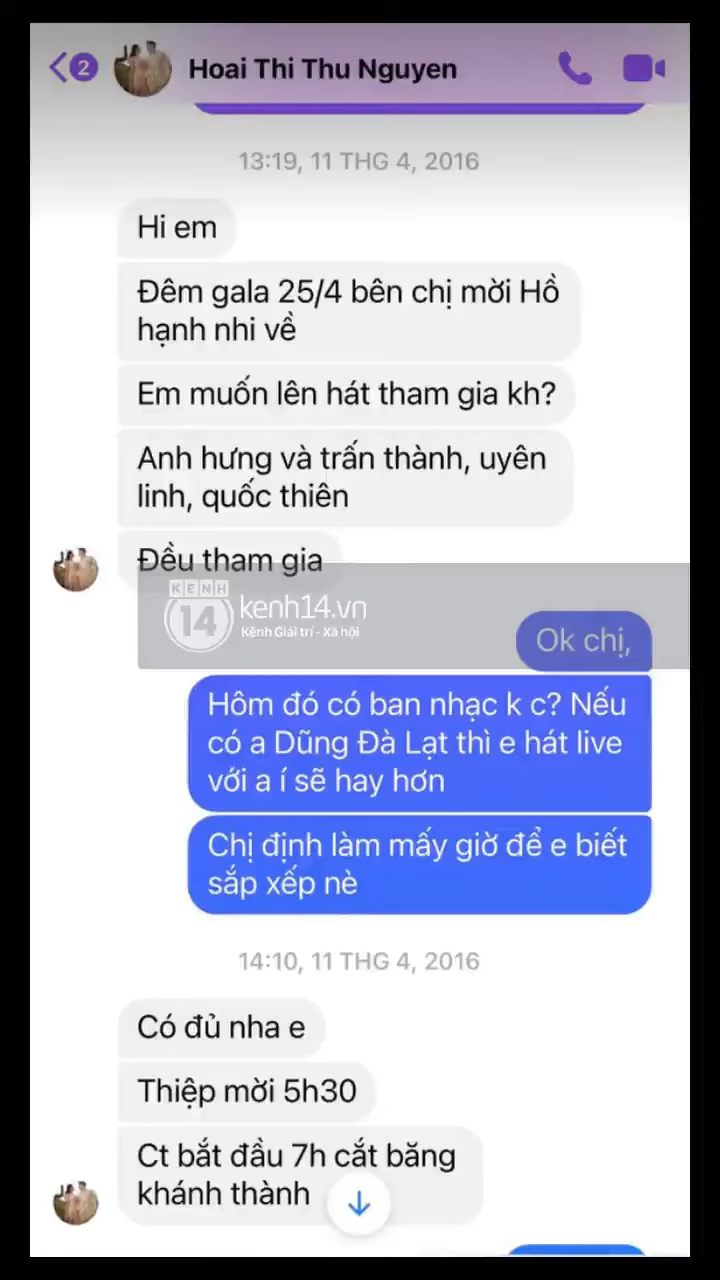 2
Hoai Thi Thu Nguyen
13:19, 11 THG 4, 2016
Hi em
Đêm gala 25/4 bên chị mời Hồ
hạnh nhi về
Em muốn lên hát tham gia kh?
Anh hưng và trấn thành, uyên
linh, quốc thiên
Đều tham gia
KENH
14
kenh14.vn
Kênh Giải trí - Xã hội
Ok chị,
Hôm đó có ban nhạc k c? Nếu
có a Dũng Đà Lạt thì e hát live
với a í sẽ hay hơn
Chị định làm mấy giờ để e biết
sắp xếp nè
14:10, 11 THG 4, 2016
Có đủ nha e
Thiệp mời 5h30
Ct bắt đầu 7h cắt băng
khánh thành